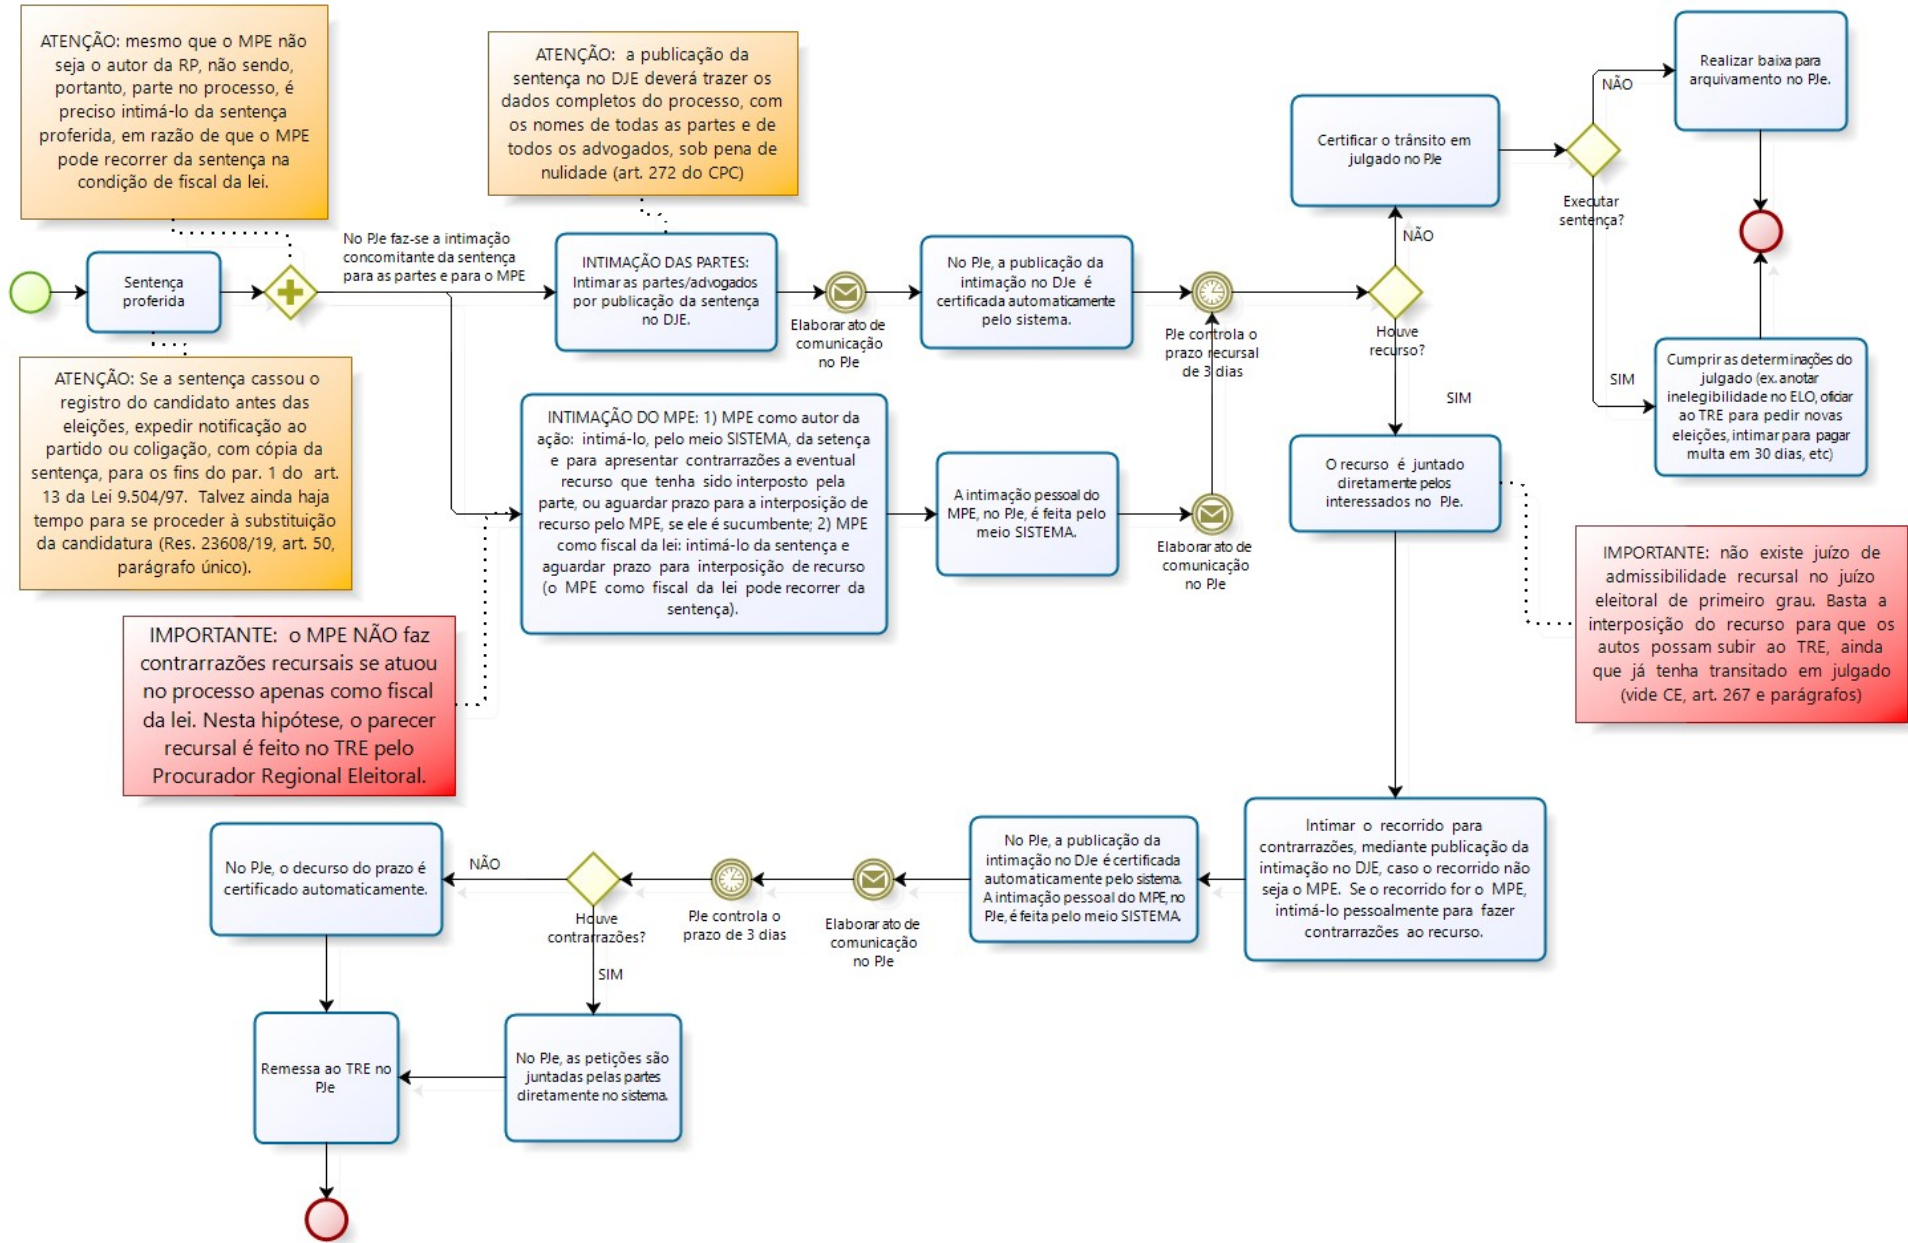 ATENÇÃO: mesmo que o MPE não
seja o autor da RP, não sendo,
portanto, parte no processo, é
preciso intimá-lo da sentença
proferida, em razão de que o MPE
pode recorrer da sentença na
condição de fiscal da lei.
ATENÇÃO: a publicação da
sentença no DJE deverá trazer os
dados completos do processo, com
os nomes de todas as partes e de
todos os advogados, sob pena de
nulidade (art. 272 do CPC)
Sentença
proferida
No PJe faz-se a intimação
concomitante da sentença
para as partes e para o MPE
INTIMAÇÃO DAS PARTES:
Intimar as partes/advogados
por publicação da sentença
no DJE.
Elaborar ato de
comunicação
no PJe
No PJe, a publicação da
intimação no DJe é
certificada automaticamente
pelo sistema.
PJe controla o
prazo recursal
de 3 dias
Houve
recurso?
NÃO
Certificar o trânsito em
julgado no PJe
Executar
sentença?
NÃO
Realizar baixa para
arquivamento no PJe.
SIM
Cumprir as determinações do
julgado (ex. anotar
inelegibilidade no ELO, oficiar
ao TRE para pedir novas
eleições, intimar para pagar
multa em 30 dias, etc)
ATENÇÃO: Se a sentença cassou o
registro do candidato antes das
eleições, expedir notificação ao
partido ou coligação, com cópia da
sentença, para os fins do par. 1 do art.
13 da Lei 9.504/97. Talvez ainda haja
tempo para se proceder à substituição
da candidatura (Res. 23608/19, art. 50,
parágrafo único).
INTIMAÇÃO DO MPE: 1) MPE como autor da
ação: intimá-lo, pelo meio SISTEMA, da setença
e para apresentar contrarrazões a eventual
recurso que tenha sido interposto pela
parte, ou aguardar prazo para a interposição de
recurso pelo MPE, se ele é sucumbente; 2) MPE
como fiscal da lei: intimá-lo da sentença e
aguardar prazo para interposição de recurso
(o MPE como fiscal da lei pode recorrer da
sentença).
A intimação pessoal do
MPE, no PJe, é feita pelo
meio SISTEMA.
Elaborar ato de
comunicação
no PJe
SIM
O recurso é juntado
diretamente pelos
interessados no PJe.
IMPORTANTE: não existe juízo de
admissibilidade recursal no juízo
eleitoral de primeiro grau. Basta a
interposição do recurso para que os
autos possam subir ao TRE, ainda
que já tenha transitado em julgado
(vide CE, art. 267 e parágrafos)
IMPORTANTE: o MPE NÃO faz
contrarrazões recursais se atuou
no processo apenas como fiscal
da lei. Nesta hipótese, o parecer
recursal é feito no TRE pelo
Procurador Regional Eleitoral.
Intimar o recorrido para
contrarrazões, mediante publicação da
intimação no DJE, caso o recorrido não
seja o MPE. Se o recorrido for o MPE,
intimá-lo pessoalmente para fazer
contrarrazões ao recurso.
No PJe, a publicação da
intimação no DJe é certificada
automaticamente pelo sistema.
A intimação pessoal do MPE, no
PJe, é feita pelo meio SISTEMA.
Elaborar ato de
comunicação
no PJe
PJe controla o
prazo de 3 dias
Houve
contrarrazões?
NÃO
No PJe, o decurso do prazo é
certificado automaticamente.
SIM
No PJe, as petições são
juntadas pelas partes
diretamente no sistema.
Remessa ao TRE no
PJe